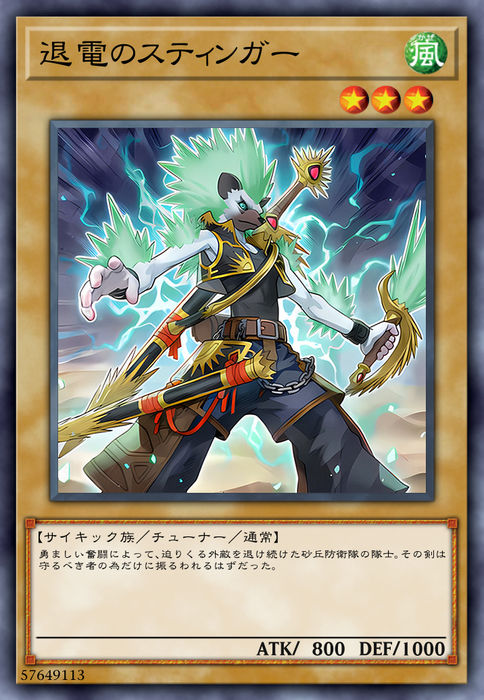 退電のスティンガー
かぜ
風
【サイキック族／チューナー／通常】
勇ましい奮闘によって、迫りくる外敵を退け続けた砂丘防衛隊の隊士。その剣は
守るべき者の為だけに振るわれるはずだった。
ATK/ 800 DEF/1000
57649113